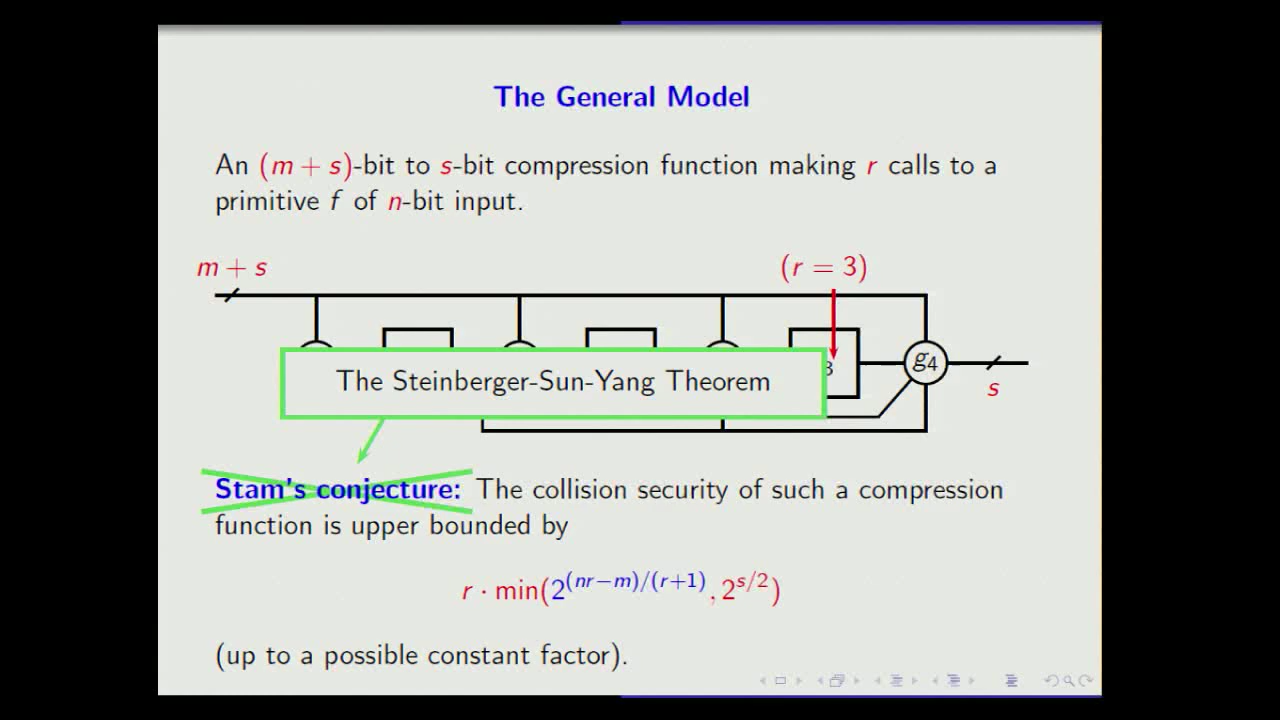 The General Model
An (m + s)-bit to s-bit compression function making r calls to a
primitive f of n-bit input.
m + s
(r = 3)
3
g4
The Steinberger-Sun-Yang Theorem
s
Stam's conjecture: The collision security of such a compression
function is upper bounded by
r · min(2^(nr−m)/(r+1), 2^s/2)
(up to a possible constant factor).